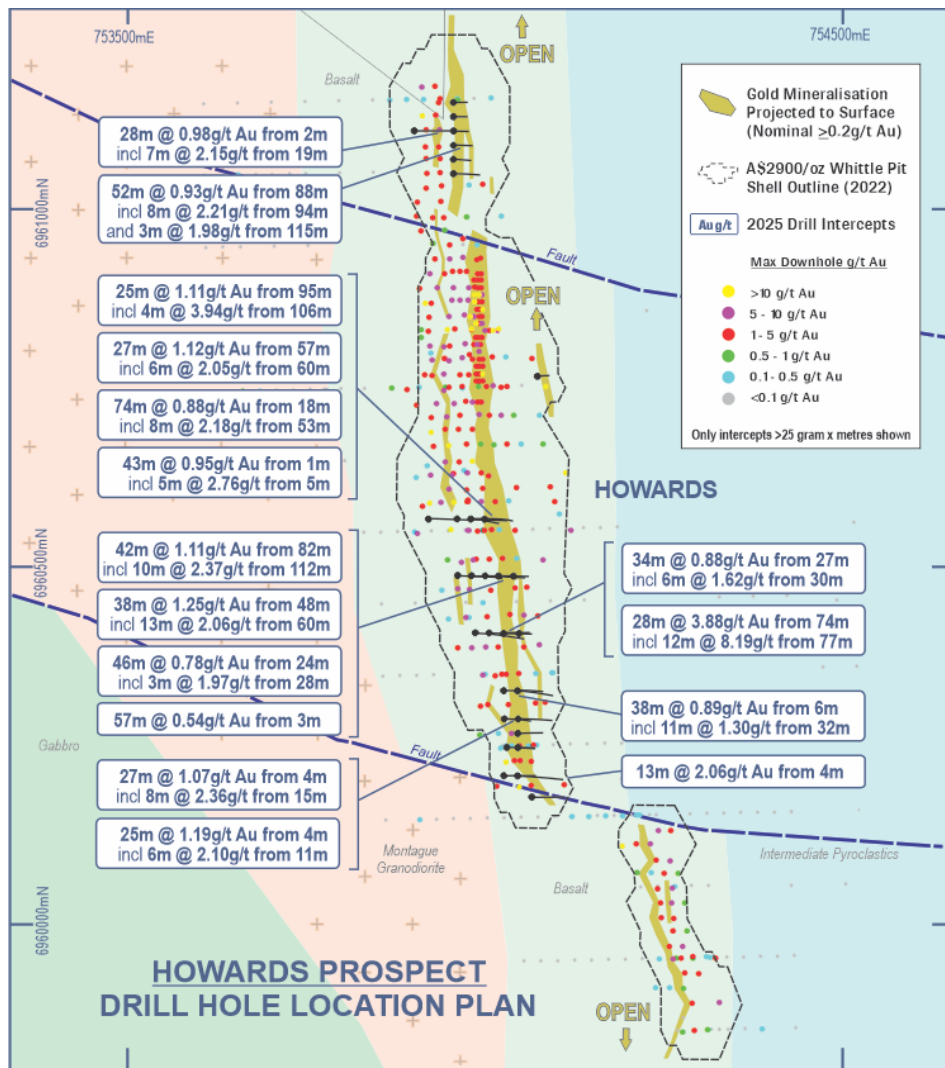 753500mE
754500mE
OPEN
Basalt
28m @ 0.98g/t Au from 2m
incl 7m @ 2.15g/t from 19m
52m @ 0.93g/t Au from 88m
incl 8m @ 2.21g/t from 94m
and 3m @ 1.98g/t from 115m
6961000mN
Fault
OPEN
25m @ 1.11g/t Au from 95m
incl 4m @ 3.94g/t from 106m
27m @ 1.12g/t Au from 57m
incl 6m @ 2.05g/t from 60m
74m @ 0.88g/t Au from 18m
incl 8m @ 2.18g/t from 53m
43m @ 0.95g/t Au from 1m
incl 5m @ 2.76g/t from 5m
Gold Mineralisation
Projected to Surface
(Nominal ≥0.2g/t Au)
A$2900/oz Whittle Pit
Shell Outline (2022)
Au g/t 2025 Drill Intercepts
Max Downhole g/t Au
>10 g/t Au
5 - 10 g/t Au
1- 5 g/t Au
0.5 - 1 g/t Au
0.1- 0.5 g/t Au
<0.1 g/t Au
Only intercepts >25 gram x metres shown
HOWARDS
6960500mN
42m @ 1.11g/t Au from 82m
incl 10m @ 2.37g/t from 112m
38m @ 1.25g/t Au from 48m
incl 13m @ 2.06g/t from 60m
46m @ 0.78g/t Au from 24m
incl 3m @ 1.97g/t from 28m
57m @ 0.54g/t Au from 3m
34m @ 0.88g/t Au from 27m
incl 6m @ 1.62g/t from 30m
28m @ 3.88g/t Au from 74m
incl 12m @ 8.19g/t from 77m
38m @ 0.89g/t Au from 6m
incl 11m @ 1.30g/t from 32m
13m @ 2.06g/t Au from 4m
Gabbro
Fault
27m @ 1.07g/t Au from 4m
incl 8m @ 2.36g/t from 15m
25m @ 1.19g/t Au from 4m
incl 6m @ 2.10g/t from 11m
Montague
Granodiorite
Basalt
Intermediate Pyroclastics
6960000mN
HOWARDS PROSPECT
DRILL HOLE LOCATION PLAN
OPEN